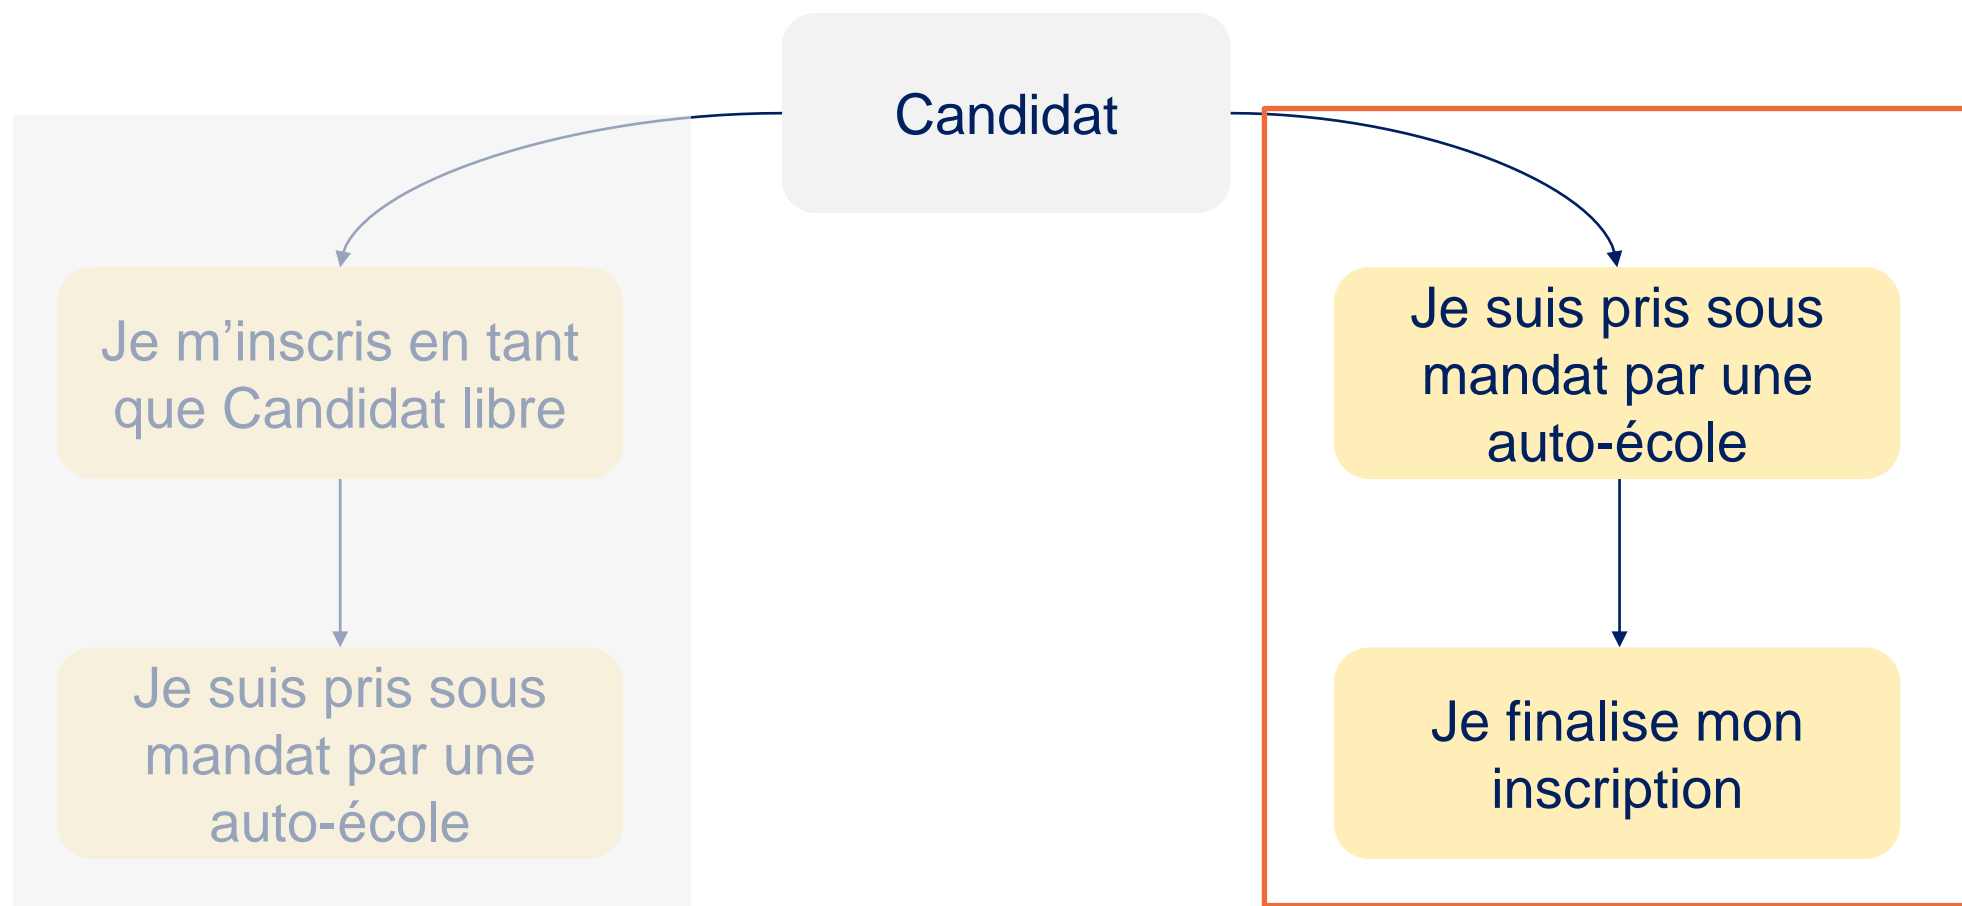 Candidat
Je m’inscris en tant
que Candidat libre
Je suis pris sous
mandat par une
auto-école
Je suis pris sous
mandat par une
auto-école
Je finalise mon
inscription